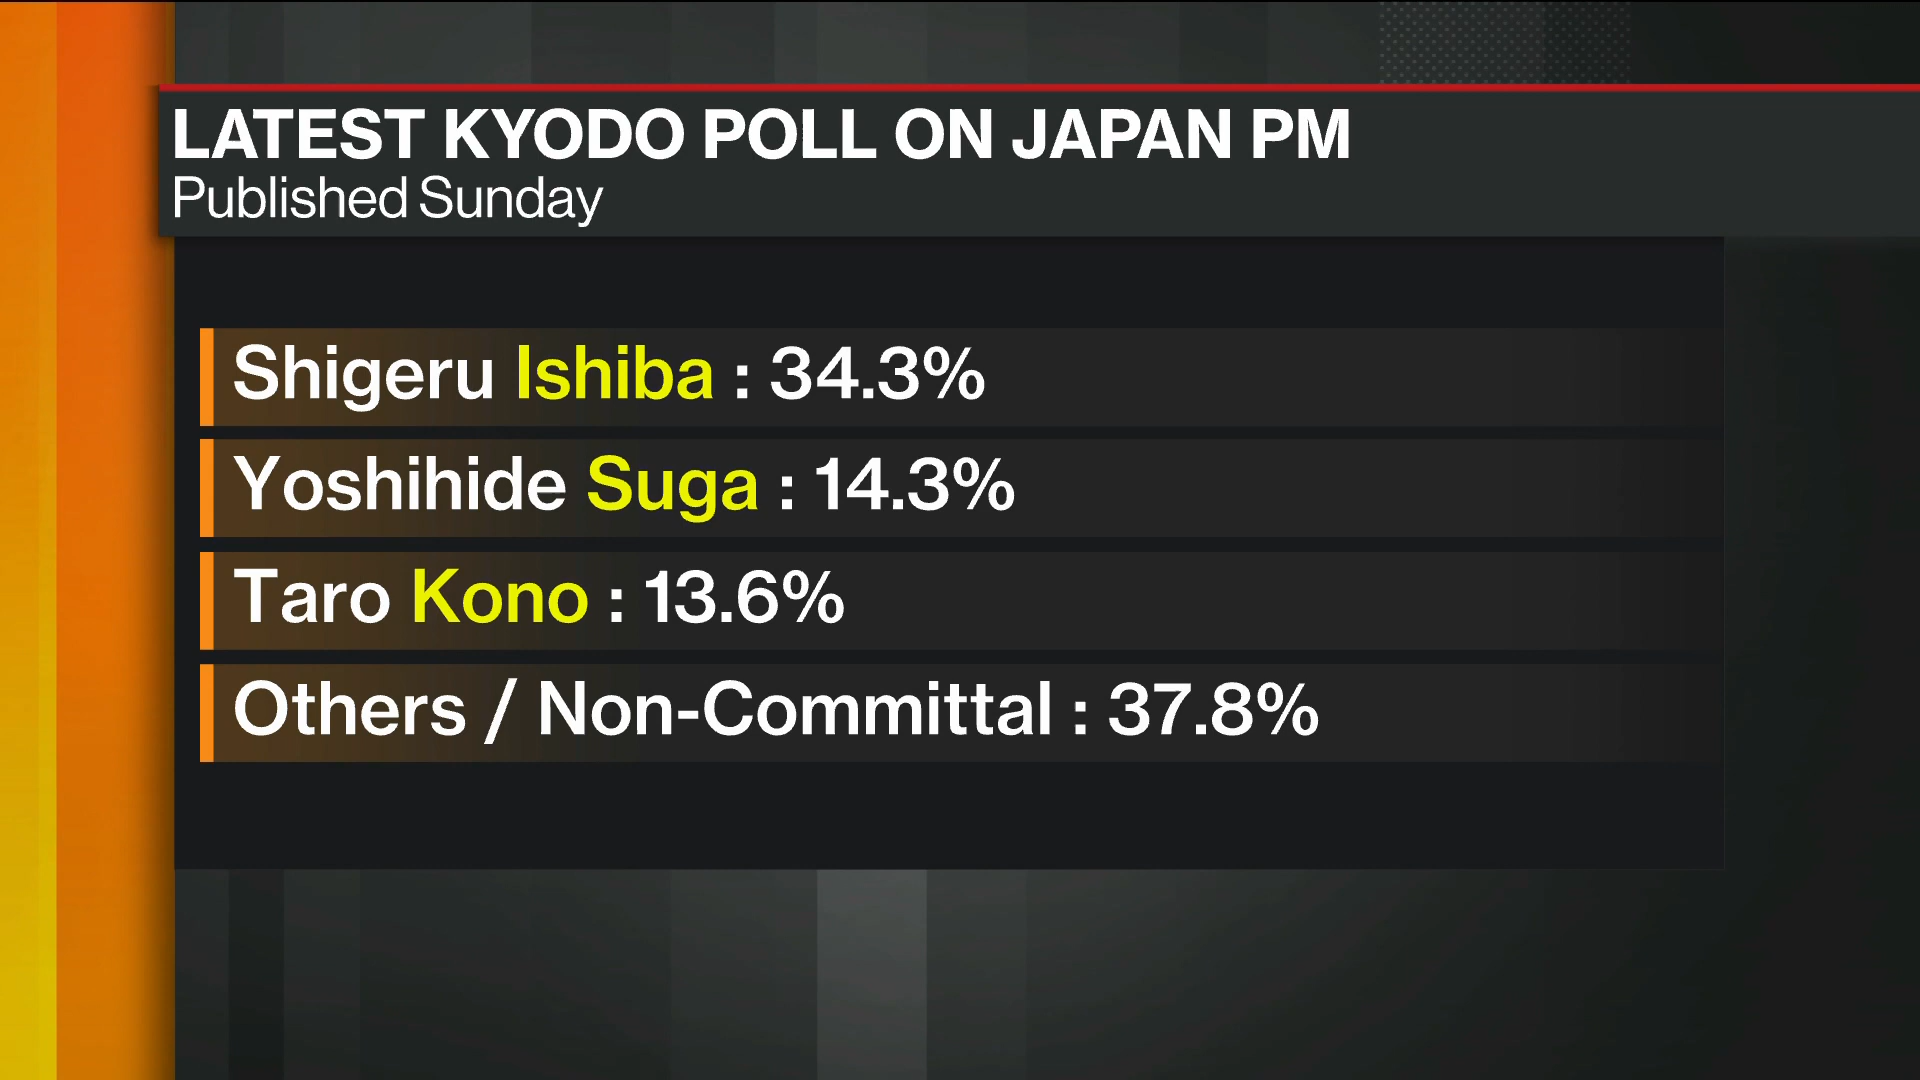 LATEST KYODO POLL ON JAPAN PM
Published Sunday
Shigeru Ishiba : 34.3%
Yoshihide Suga : 14.3%
Taro Kono : 13.6%
Others / Non-Committal : 37.8%